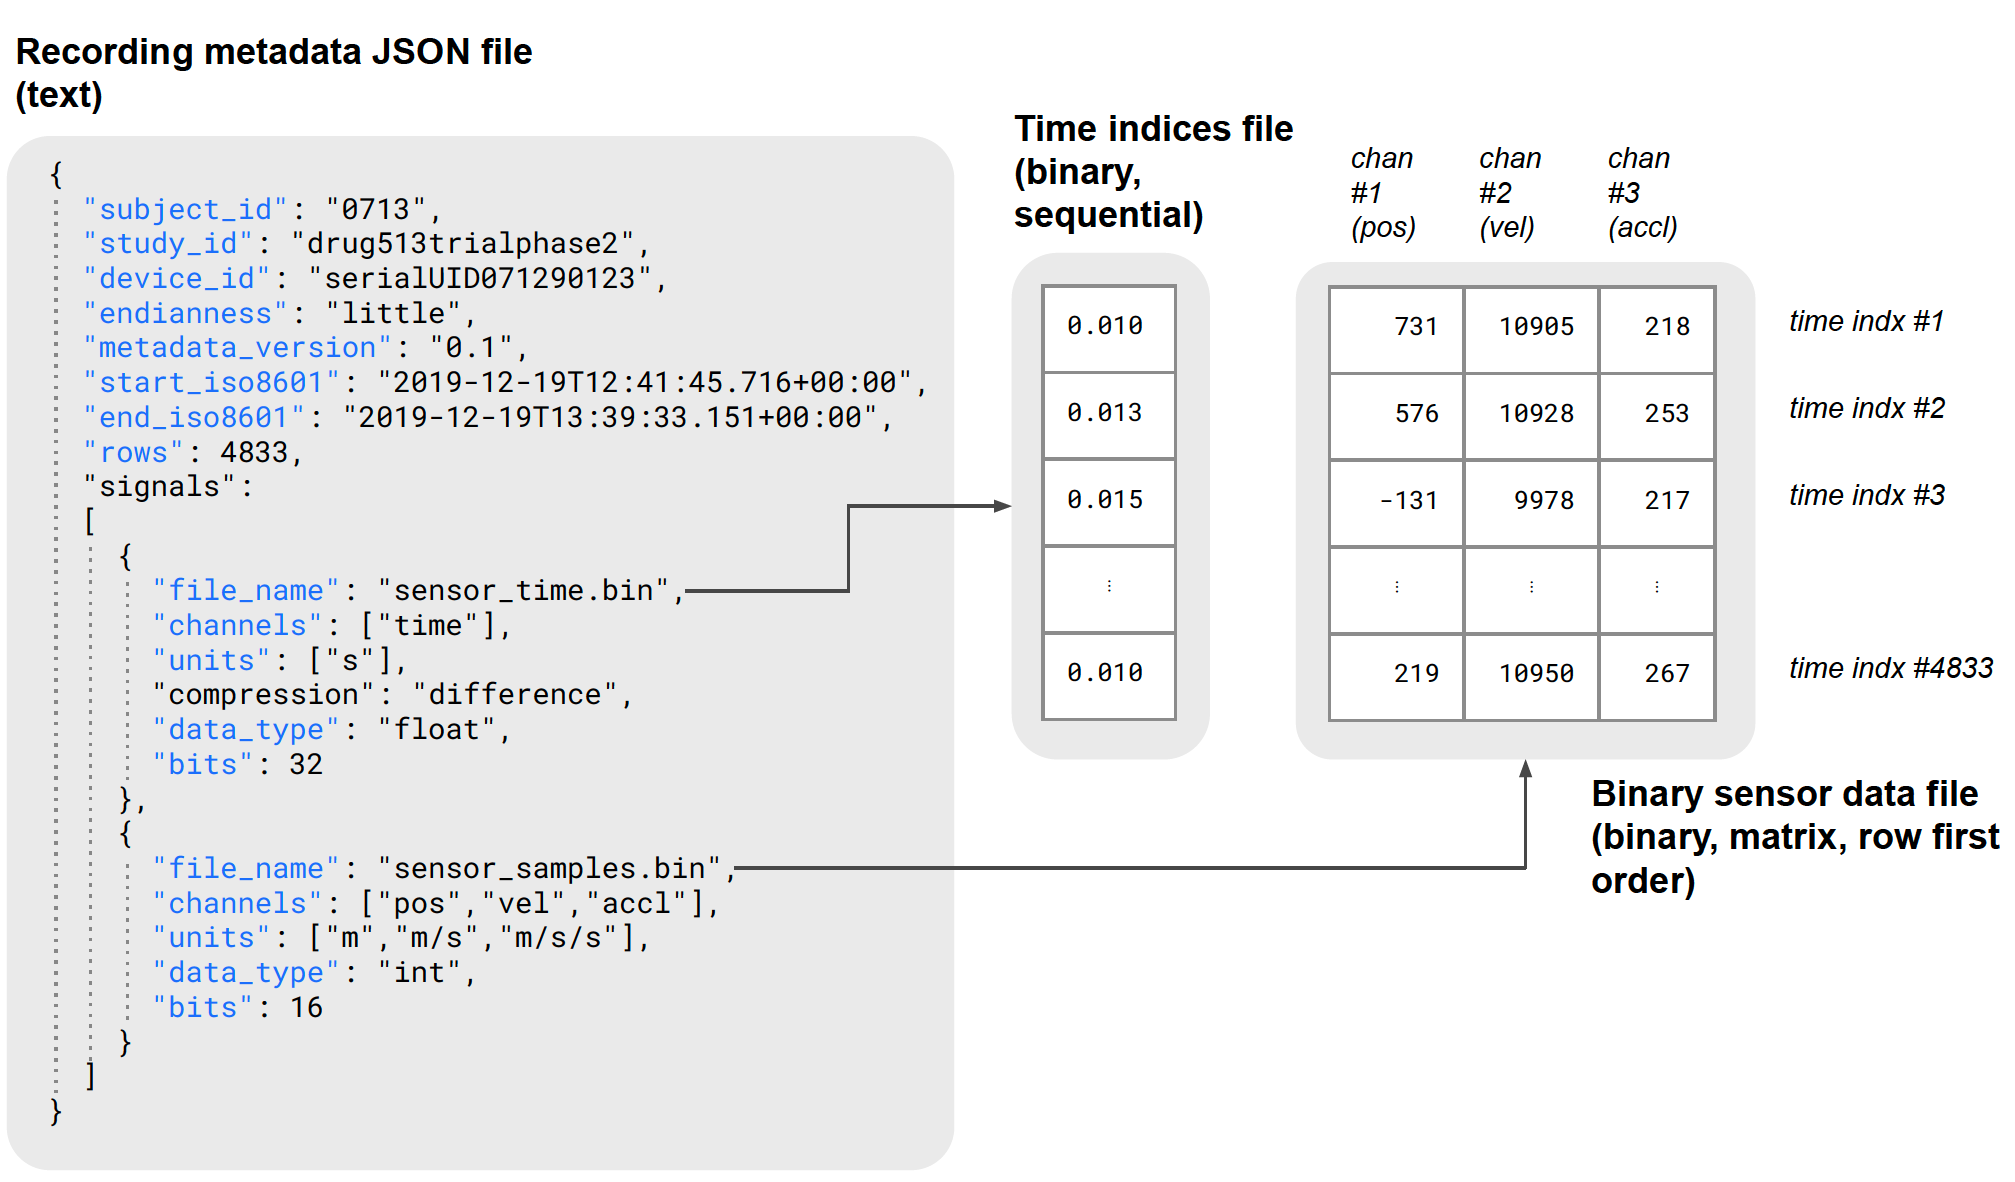 Recording metadata JSON file
(text)
{
"subject_id": "0713",
"study_id": "drug513trialphase2",
"device_id": "serialUID071290123",
"endianness": "little",
"metadata_version": "0.1",
"start_iso8601": "2019-12-19T12:41:45.716+00:00",
"end_iso8601": "2019-12-19T13:39:33.151+00:00",
"rows": 4833,
"signals":
[
{
"file_name": "sensor_time.bin",
"channels": ["time"],
"units": ["s"],
"compression": "difference",
"data_type": "float",
"bits": 32
},
{
"file_name": "sensor_samples.bin",
"channels": ["pos","vel","accl"],
"units": ["m","m/s","m/s/s"],
"data_type": "int",
"bits": 16
}
]
}
Time indices file
(binary,
sequential)
0.010
0.013
0.015
⋮
0.010
chan
#1
(pos)
chan
#2
(vel)
chan
#3
(accl)
731 10905 218 time indx #1
576 10928 253 time indx #2
-131 9978 217 time indx #3
⋮ ⋮ ⋮
219 10950 267 time indx #4833
Binary sensor data file
(binary, matrix, row first
order)